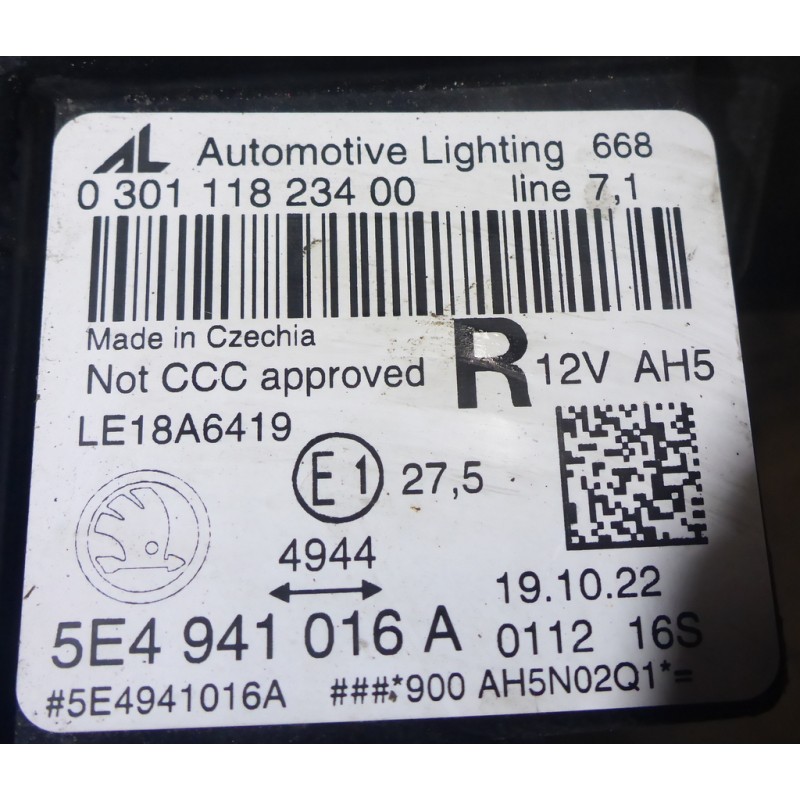 AL Automotive Lighting 668
0 301 118 234 00 line 7,1
Made in Czechia
Not CCC approved R 12V AH5
LE18A6419
E1 27,5
4944
19.10.22
5E4 941 016 A 0112 16S
#5E4941016A ###*900 AH5N02Q1*=